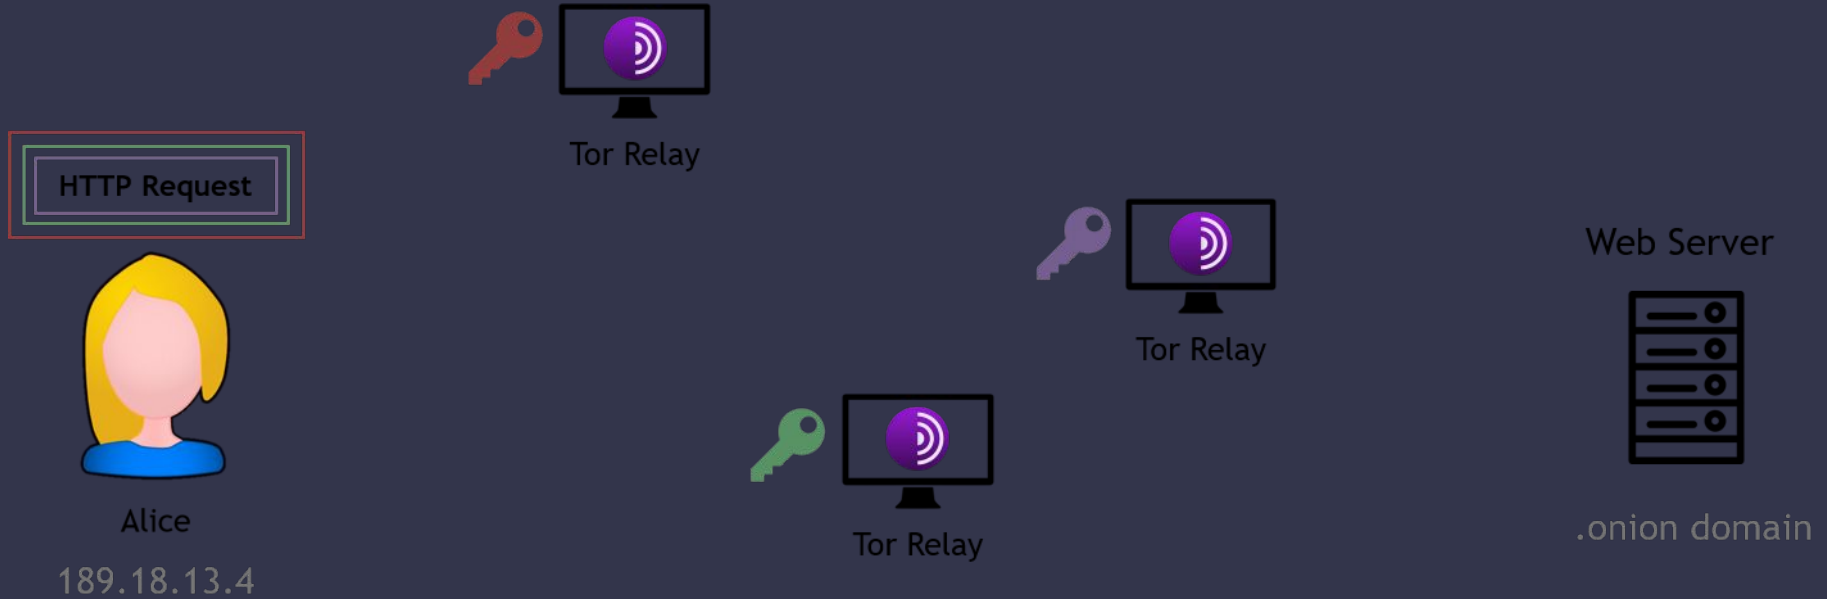 Tor Relay
HTTP Request
Alice
189.18.13.4
Tor Relay
Tor Relay
Web Server
.onion domain